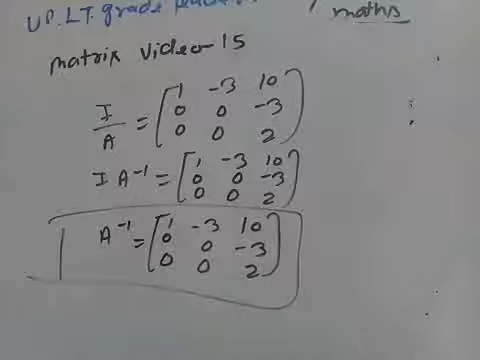 UP. L.T. grade
maths
matrix video-15
I/A = [1 -3 10
0 0 -3
0 0 2]
I A⁻¹ = [1 -3 10
0 0 -3
0 0 2]
A⁻¹ = [1 -3 10
0 0 -3
0 0 2]